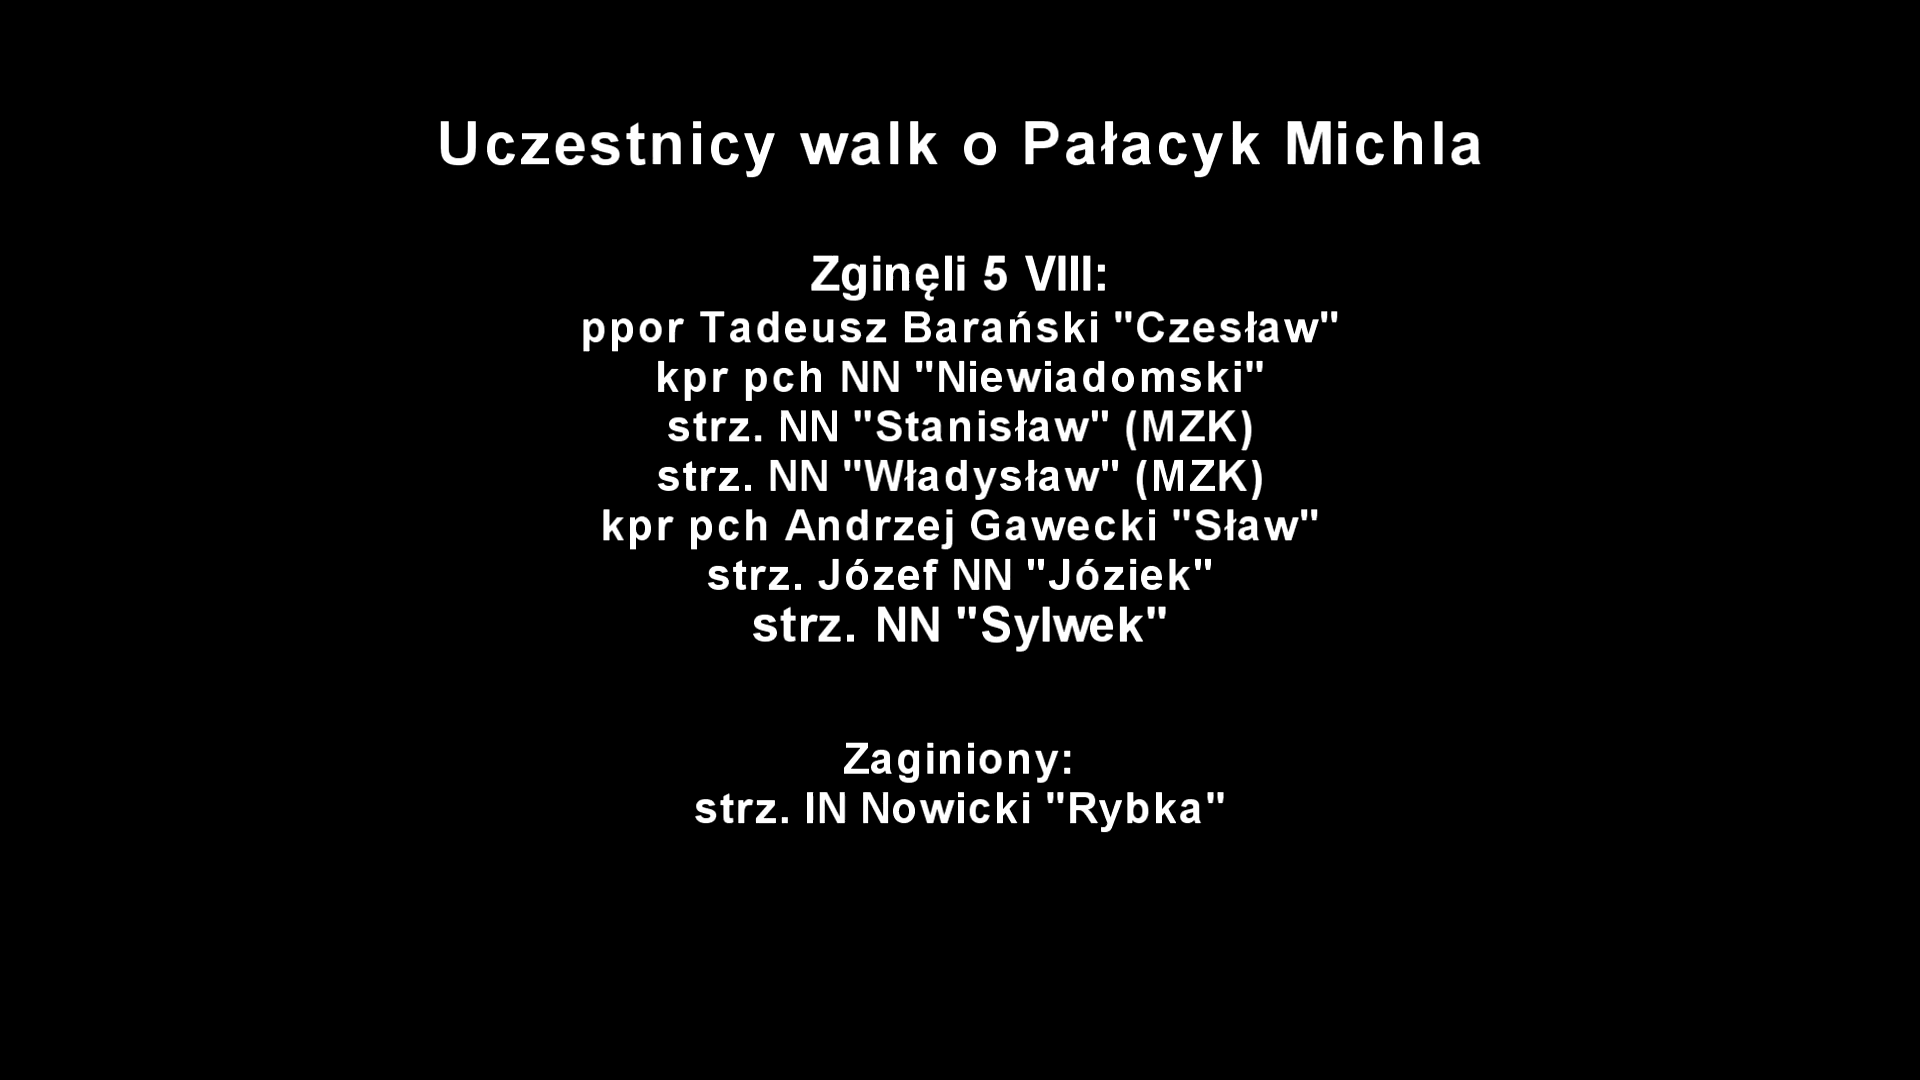 Uczestnicy walk o Pałacyk Michla
Zginęli 5 VIII:
ppor Tadeusz Barański "Czesław"
kpr pch NN "Niewiadomski"
strz. NN "Stanisław" (MZK)
strz. NN "Władysław" (MZK)
kpr pch Andrzej Gawecki "Sław"
strz. Józef NN "Józiek"
strz. NN "Sylwek"
Zaginiony:
strz. IN Nowicki "Rybka"